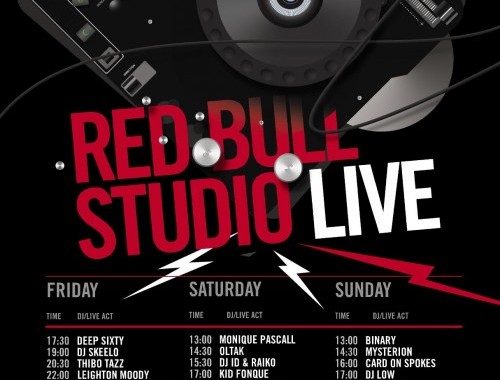 RED BULL
STUDIO LIVE
FRIDAY SATURDAY SUNDAY
TIME DJ/LIVE ACT TIME DJ/LIVE ACT TIME DJ/LIVE ACT
17:30 DEEP SIXTY 13:00 MONIQUE PASCALL 13:00 BINARY
19:00 DJ SKEELO 14:30 OLTAK 14:30 MYSTERION
20:30 THIBO TAZZ 15:30 DJ ID & RAIKO 16:00 CARD ON SPOKES
22:00 LEIGHTON MOODY 17:00 KID FONQUE 17:00 DJ LOW